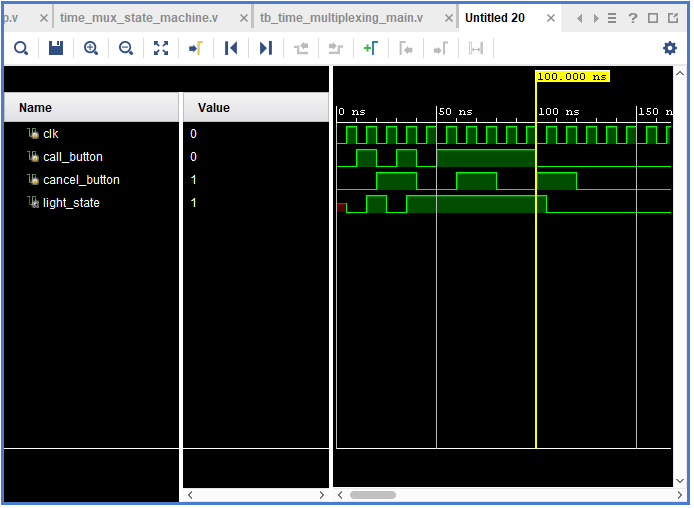 p.v time_mux_state_machine.v tb_time_multiplexing_main.v Untitled 20
100.000 ns
Name Value
0 ns 50 ns 100 ns 150 n
clk 0
call_button 0
cancel_button 1
light_state 1